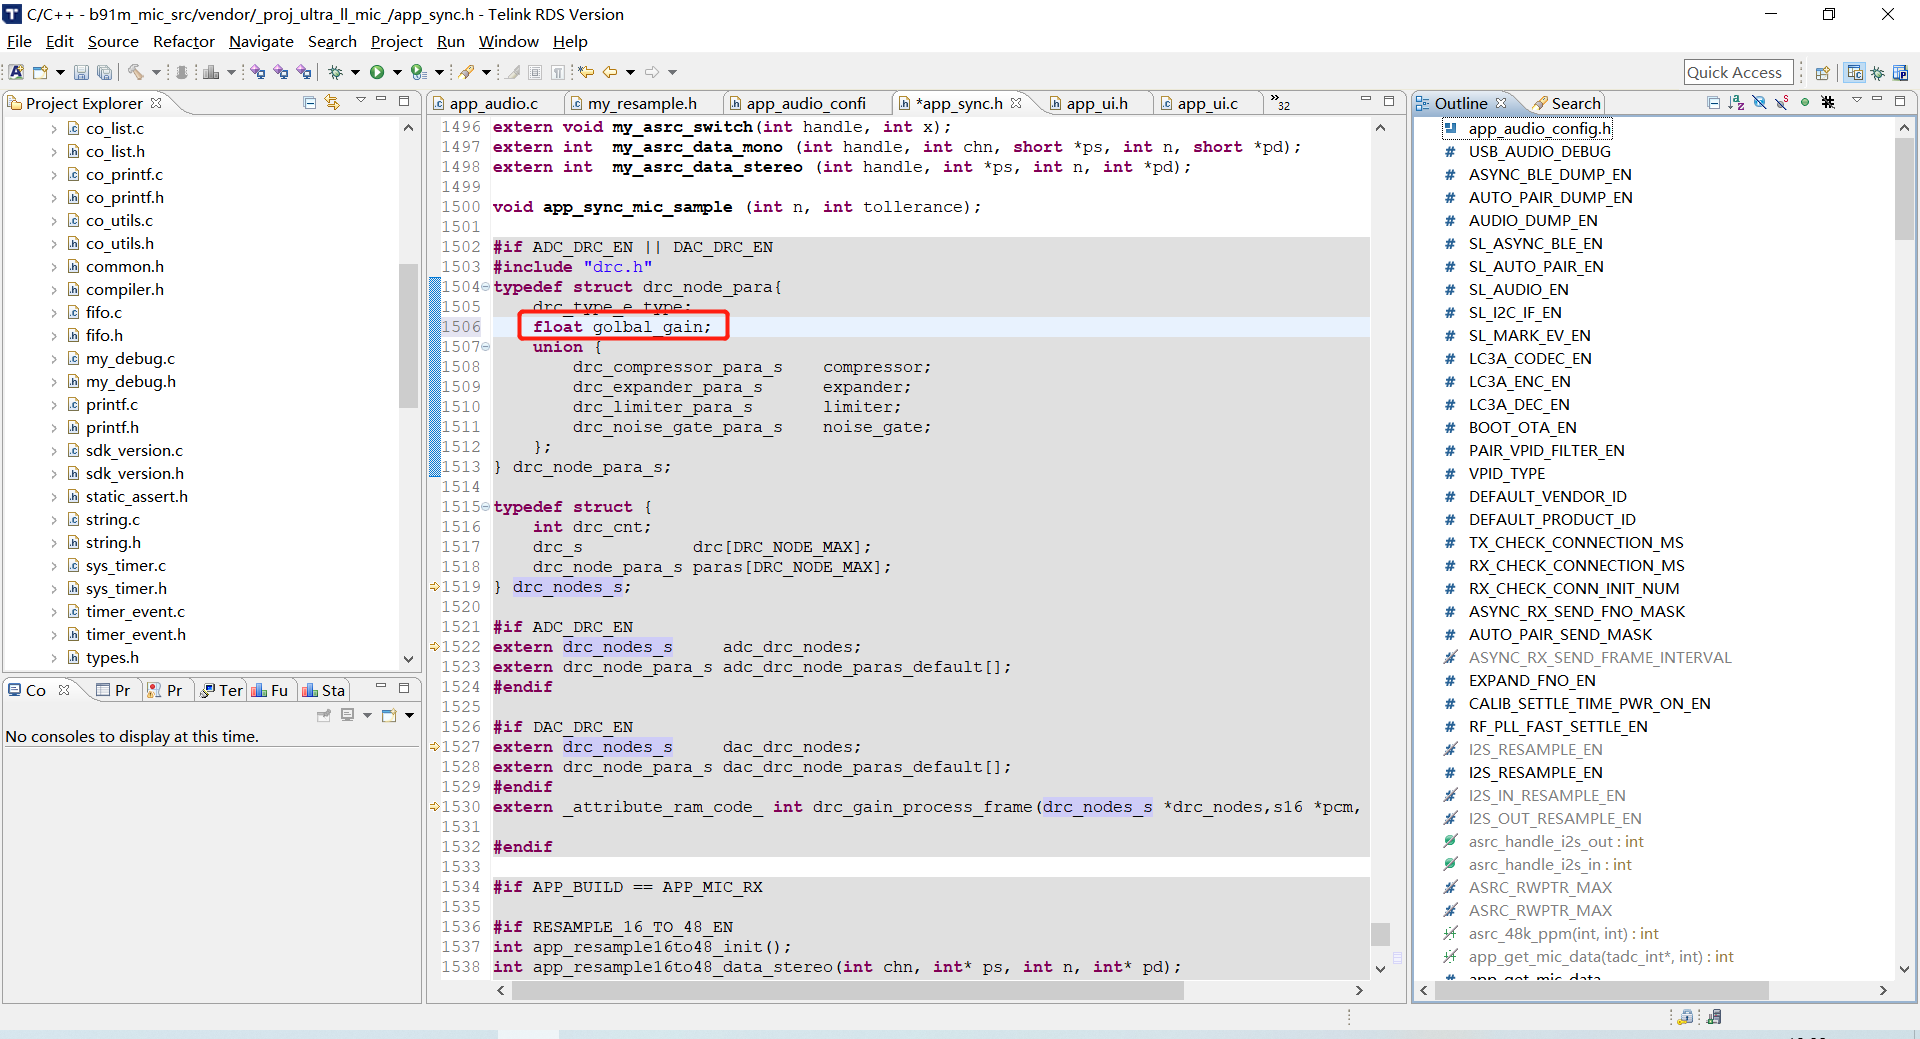 C/C++ - b91m_mic_src/vendor/_proj_ultra_ll_mic_/app_sync.h - Telink RDS Version
File Edit Source Refactor Navigate Search Project Run Window Help
Quick Access
Project Explorer
co_list.c
co_list.h
co_printf.c
co_printf.h
co_utils.c
co_utils.h
common.h
compiler.h
fifo.c
fifo.h
my_debug.c
my_debug.h
printf.c
printf.h
sdk_version.c
sdk_version.h
static_assert.h
string.c
string.h
sys_timer.c
sys_timer.h
timer_event.c
timer_event.h
types.h
Co Pr Pr Ter Fu Sta
No consoles to display at this time.
app_audio.c my_resample.h app_audio_confi *app_sync.h app_ui.h app_ui.c »32
1496 extern void my_asrc_switch(int handle, int x);
1497 extern int  my_asrc_data_mono (int handle, int chn, short *ps, int n, short *pd);
1498 extern int  my_asrc_data_stereo (int handle, int *ps, int n, int *pd);
1499
1500 void app_sync_mic_sample (int n, int tollerance);
1501
1502 #if ADC_DRC_EN || DAC_DRC_EN
1503 #include "drc.h"
1504 typedef struct drc_node_para{
1505     drc_type_e type;
1506     float golbal_gain;
1507     union {
1508         drc_compressor_para_s    compressor;
1509         drc_expander_para_s      expander;
1510         drc_limiter_para_s       limiter;
1511         drc_noise_gate_para_s    noise_gate;
1512     };
1513 } drc_node_para_s;
1514
1515 typedef struct {
1516     int drc_cnt;
1517     drc_s           drc[DRC_NODE_MAX];
1518     drc_node_para_s paras[DRC_NODE_MAX];
1519 } drc_nodes_s;
1520
1521 #if ADC_DRC_EN
1522 extern drc_nodes_s     adc_drc_nodes;
1523 extern drc_node_para_s adc_drc_node_paras_default[];
1524 #endif
1525
1526 #if DAC_DRC_EN
1527 extern drc_nodes_s     dac_drc_nodes;
1528 extern drc_node_para_s dac_drc_node_paras_default[];
1529 #endif
1530 extern _attribute_ram_code_ int drc_gain_process_frame(drc_nodes_s *drc_nodes,s16 *pcm,
1531
1532 #endif
1533
1534 #if APP_BUILD == APP_MIC_RX
1535
1536 #if RESAMPLE_16_TO_48_EN
1537 int app_resample16to48_init();
1538 int app_resample16to48_data_stereo(int chn, int* ps, int n, int* pd);
Outline Search
app_audio_config.h
# USB_AUDIO_DEBUG
# ASYNC_BLE_DUMP_EN
# AUTO_PAIR_DUMP_EN
# AUDIO_DUMP_EN
# SL_ASYNC_BLE_EN
# SL_AUTO_PAIR_EN
# SL_AUDIO_EN
# SL_I2C_IF_EN
# SL_MARK_EV_EN
# LC3A_CODEC_EN
# LC3A_ENC_EN
# LC3A_DEC_EN
# BOOT_OTA_EN
# PAIR_VPID_FILTER_EN
# VPID_TYPE
# DEFAULT_VENDOR_ID
# DEFAULT_PRODUCT_ID
# TX_CHECK_CONNECTION_MS
# RX_CHECK_CONNECTION_MS
# RX_CHECK_CONN_INIT_NUM
# ASYNC_RX_SEND_FNO_MASK
# AUTO_PAIR_SEND_MASK
# ASYNC_RX_SEND_FRAME_INTERVAL
# EXPAND_FNO_EN
# CALIB_SETTLE_TIME_PWR_ON_EN
# RF_PLL_FAST_SETTLE_EN
# I2S_RESAMPLE_EN
# I2S_RESAMPLE_EN
# I2S_IN_RESAMPLE_EN
# I2S_OUT_RESAMPLE_EN
asrc_handle_i2s_out : int
asrc_handle_i2s_in : int
# ASRC_RWPTR_MAX
# ASRC_RWPTR_MAX
asrc_48k_ppm(int, int) : int
app_get_mic_data(tadc_int*, int) : int
# app_get_mic_data